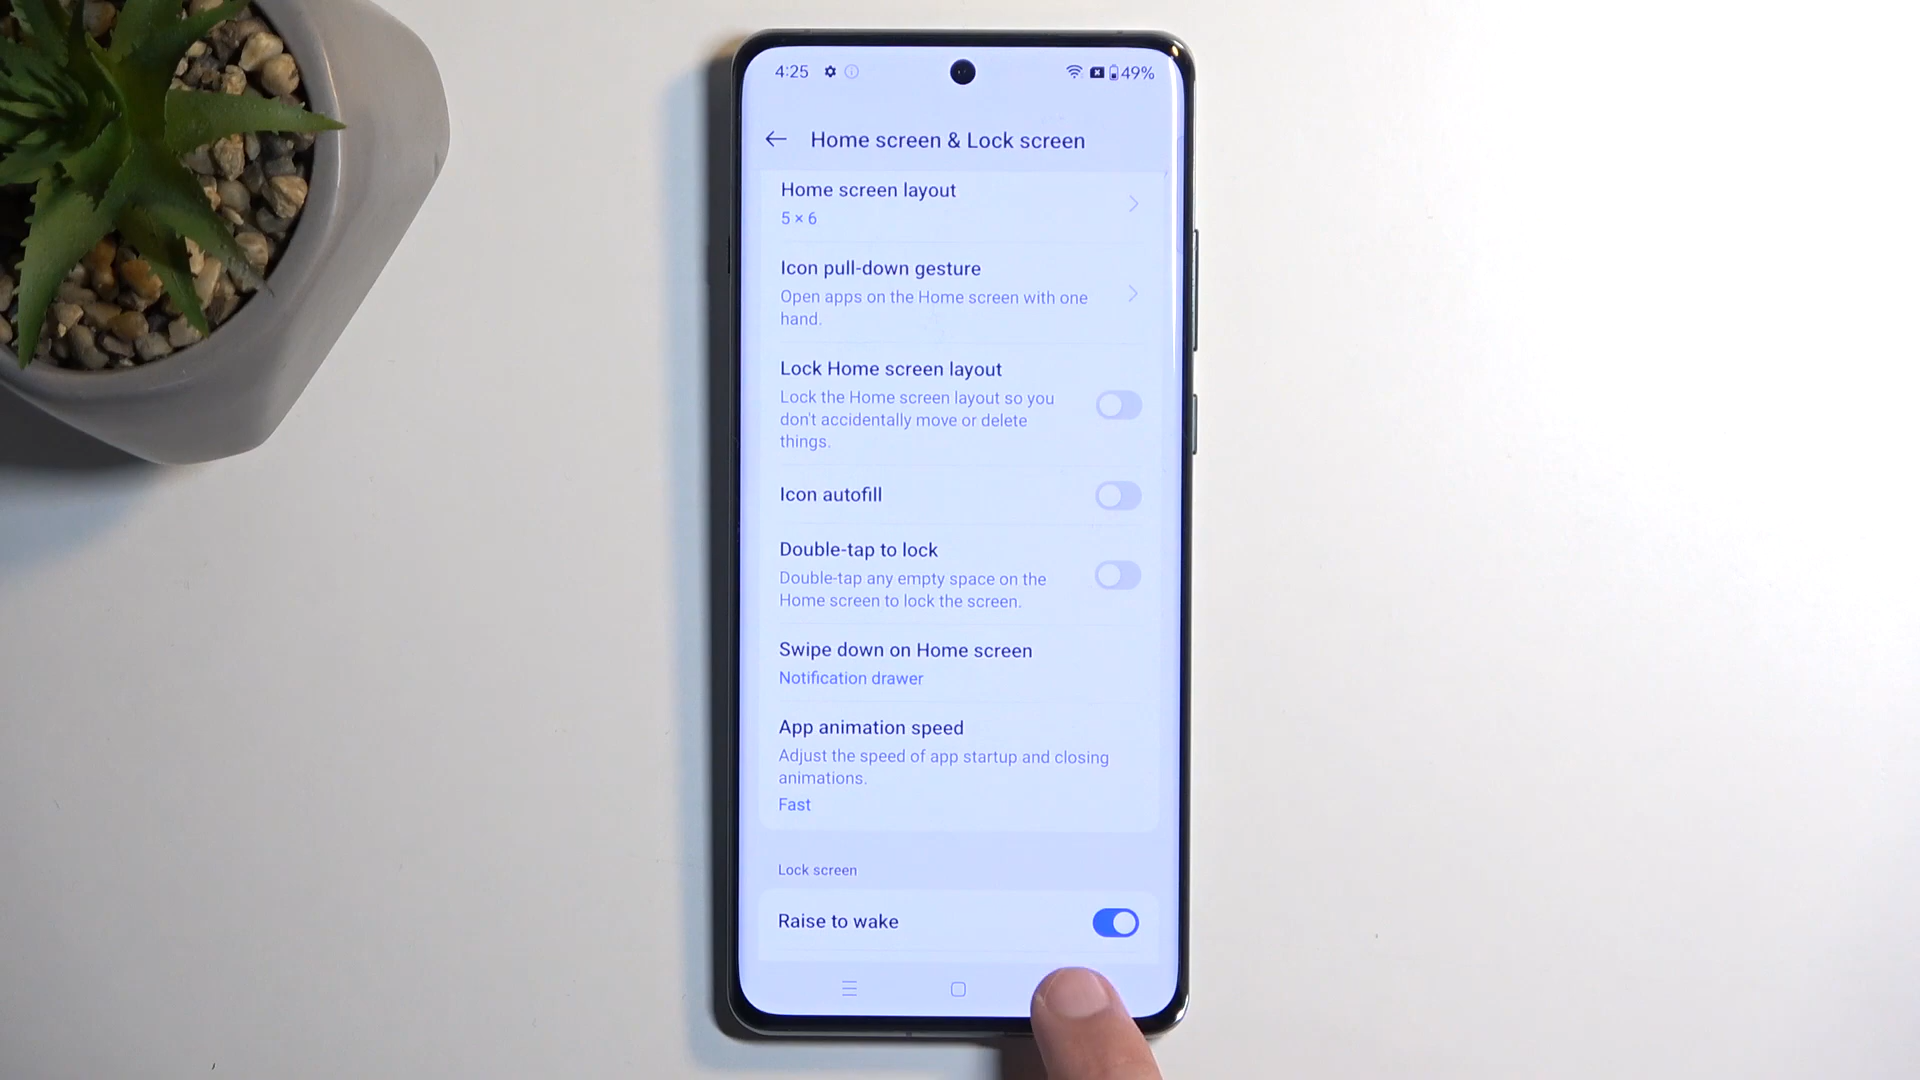 4:25
49%
Home screen & Lock screen
Home screen layout
5 × 6
Icon pull-down gesture
Open apps on the Home screen with one
hand.
Lock Home screen layout
Lock the Home screen layout so you
don't accidentally move or delete
things.
Icon autofill
Double-tap to lock
Double-tap any empty space on the
Home screen to lock the screen.
Swipe down on Home screen
Notification drawer
App animation speed
Adjust the speed of app startup and closing
animations.
Fast
Lock screen
Raise to wake